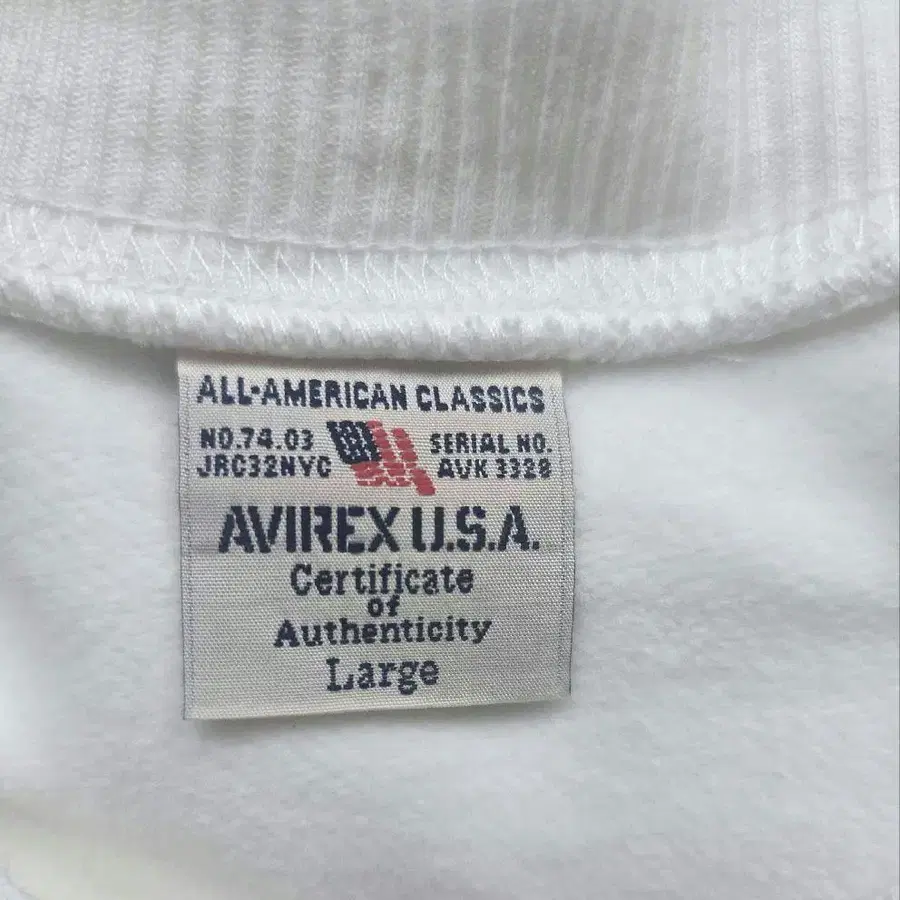 ALL-AMERICAN CLASSICS
NO.74.03 SERIAL NO.
JRC32NYC AVK 3328
AVIREX U.S.A.
Certificate
of
Authenticity
Large